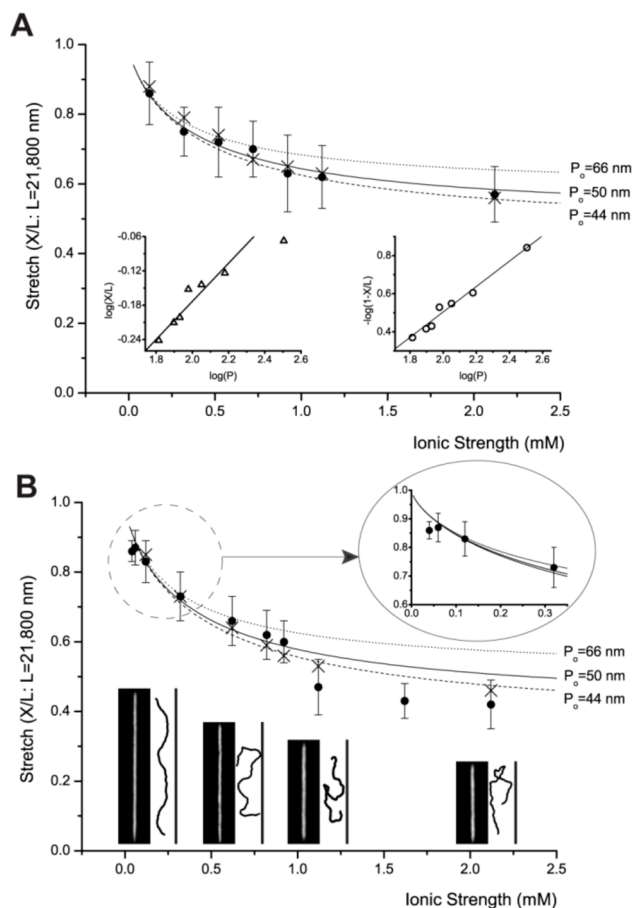 A
1.0
0.8
0.6
0.4
0.2
0.0
Stretch (X/L: L=21,800 nm)
P₀=66 nm
P₀=50 nm
P₀=44 nm
-0.06
-0.12
-0.18
-0.24
log(X/L)
1.8 2.0 2.2 2.4 2.6
log(P)
0.8
0.6
0.4
-log(1-X/L)
1.8 2.0 2.2 2.4 2.6
log(P)
0.0 0.5 1.0 1.5 2.0 2.5
Ionic Strength (mM)
B
1.0
0.8
0.6
0.4
0.2
0.0
Stretch (X/L: L=21,800 nm)
1.0
0.9
0.8
0.7
0.6
0.0 0.1 0.2 0.3
P₀=66 nm
P₀=50 nm
P₀=44 nm
0.0 0.5 1.0 1.5 2.0 2.5
Ionic Strength (mM)